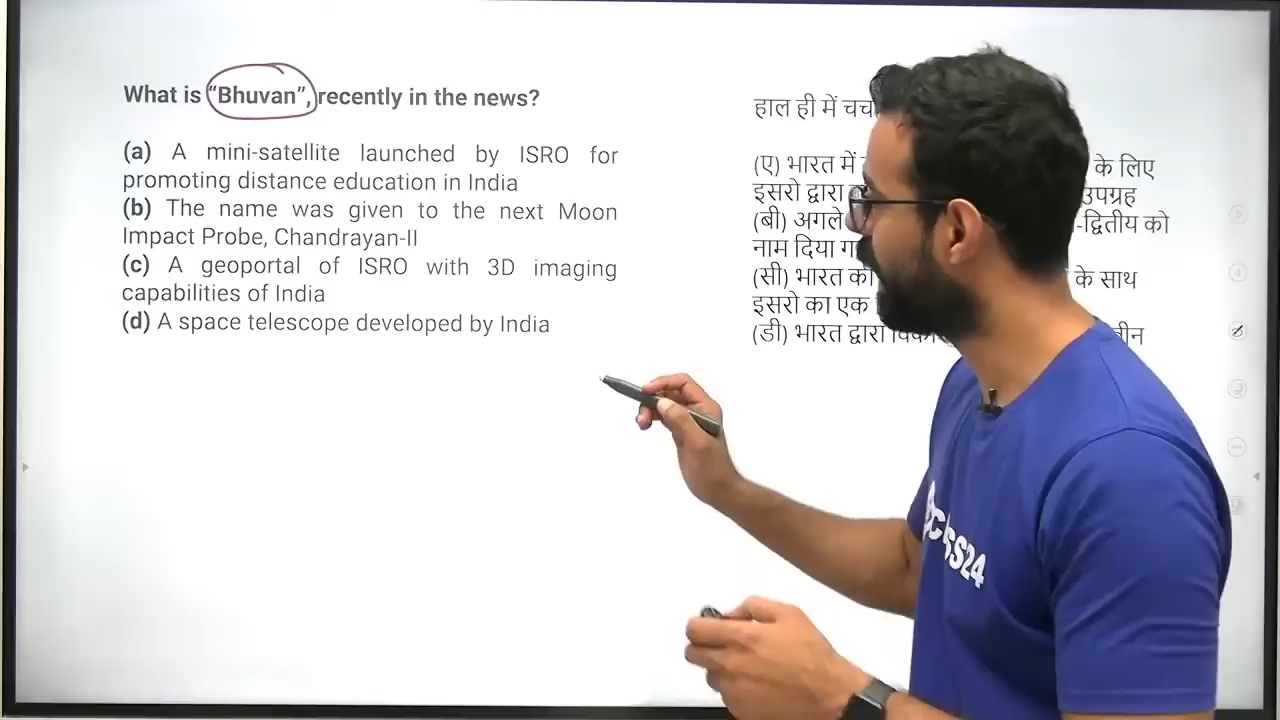 What is “Bhuvan”, recently in the news?
(a) A mini-satellite launched by ISRO for
promoting distance education in India
(b) The name was given to the next Moon
Impact Probe, Chandrayan-II
(c) A geoportal of ISRO with 3D imaging
capabilities of India
(d) A space telescope developed by India
हाल ही में
(ए) भारत में के लिए
इसरो द्वारा उपग्रह
(बी) अगले -द्वितीय को
नाम दिया
(सी) भारत के साथ
इसरो का एक
(डी) भारत द्वारा